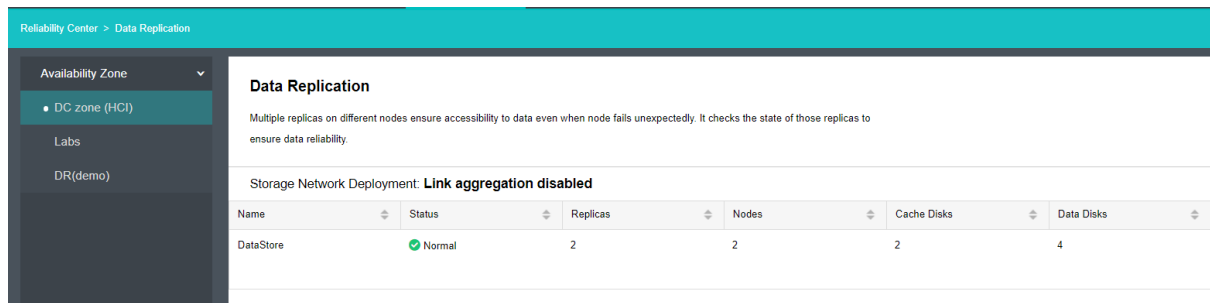 Reliability Center > Data Replication
Availability Zone
DC zone (HCI)
Labs
DR(demo)
Data Replication
Multiple replicas on different nodes ensure accessibility to data even when node fails unexpectedly. It checks the state of those replicas to
ensure data reliability.
Storage Network Deployment: Link aggregation disabled
Name Status Replicas Nodes Cache Disks Data Disks
DataStore Normal 2 2 2 4